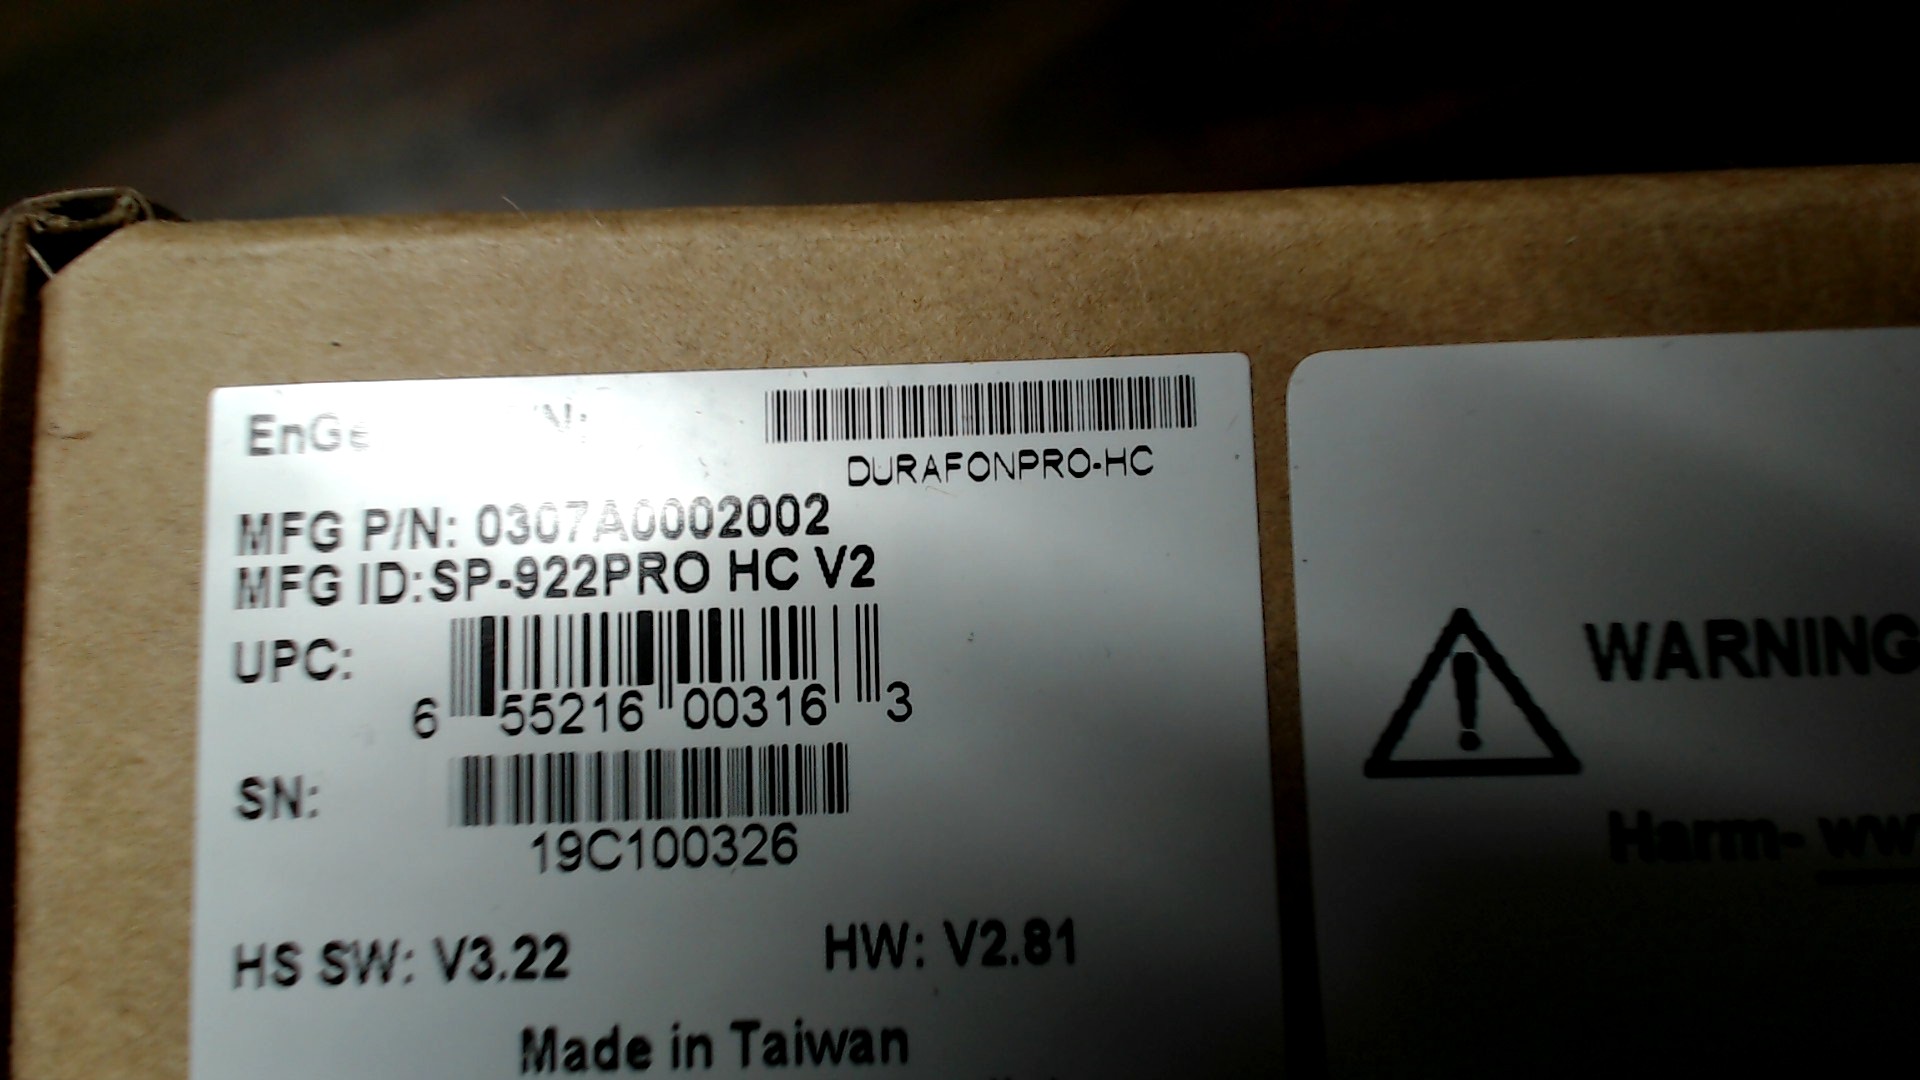 DURAFONPRO-HC
MFG P/N: 0307A0002002
MFG ID:SP-922PRO HC V2
UPC:
6 55216 00316 3
SN:
19C100326
HS SW: V3.22 HW: V2.81
Made in Taiwan
WARNING
Harm-